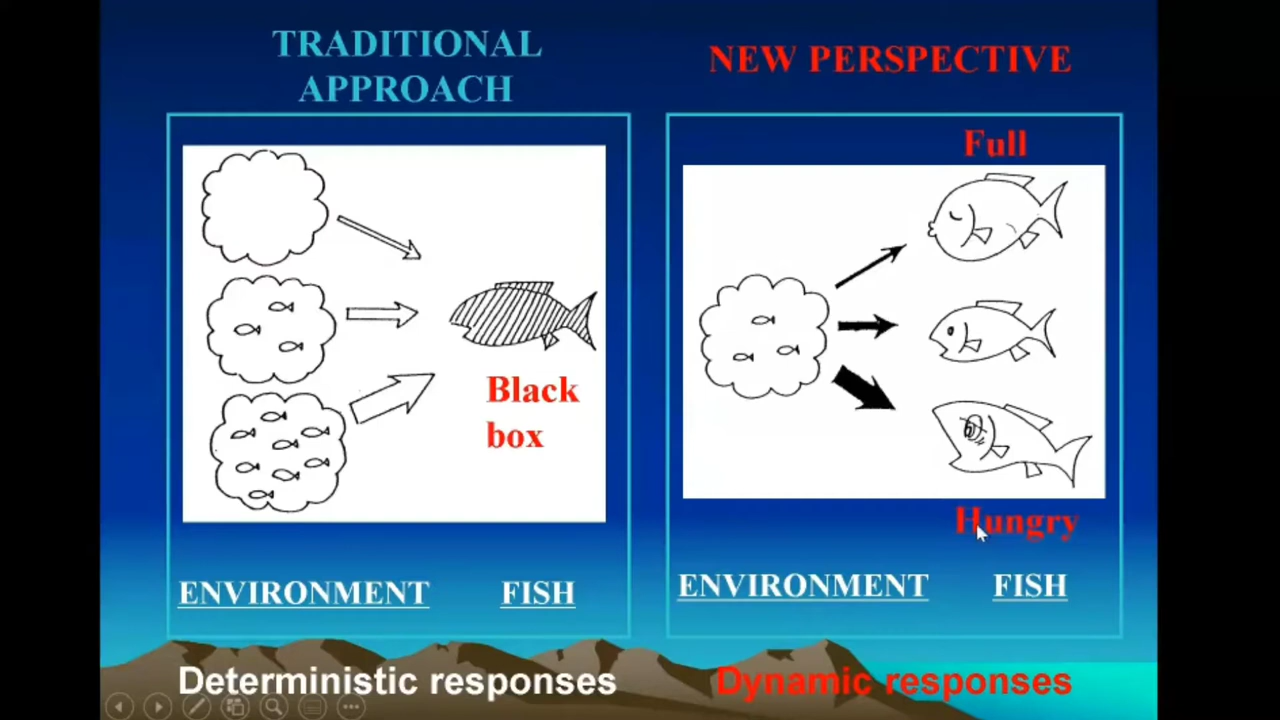 TRADITIONAL
APPROACH
NEW PERSPECTIVE
Full
Black
box
Hungry
ENVIRONMENT
FISH
ENVIRONMENT
FISH
Deterministic responses
Dynamic responses